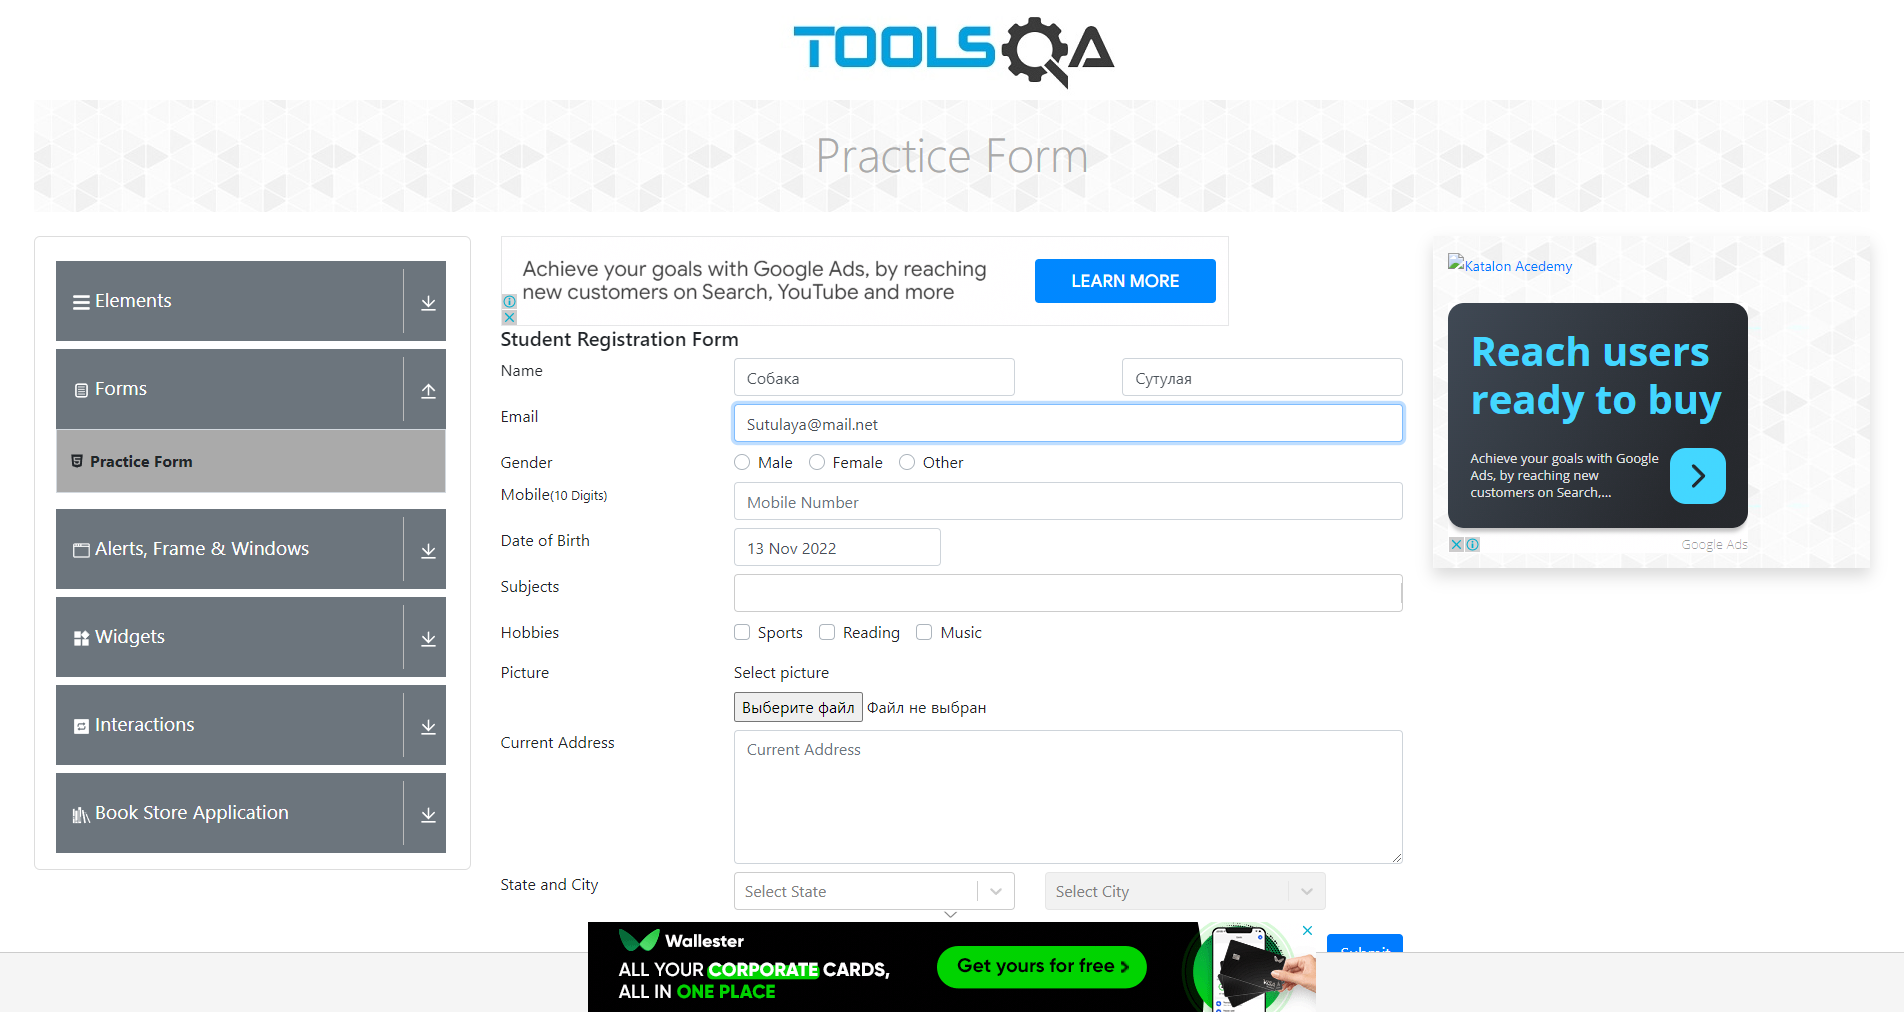 TOOLSQA
Practice Form
Elements
Forms
Practice Form
Alerts, Frame & Windows
Widgets
Interactions
Book Store Application
Achieve your goals with Google Ads, by reaching
new customers on Search, YouTube and more
LEARN MORE
Student Registration Form
Name
Собака
Сутулая
Email
Sutulaya@mail.net
Gender
Male
Female
Other
Mobile(10 Digits)
Mobile Number
Date of Birth
13 Nov 2022
Subjects
Hobbies
Sports
Reading
Music
Picture
Select picture
Выберите файл
Файл не выбран
Current Address
Current Address
State and City
Select State
Select City
Submit
Katalon Acedemy
Reach users
ready to buy
Achieve your goals with Google
Ads, by reaching new
customers on Search,...
Google Ads
Wallester
ALL YOUR CORPORATE CARDS,
ALL IN ONE PLACE
Get yours for free
VISA